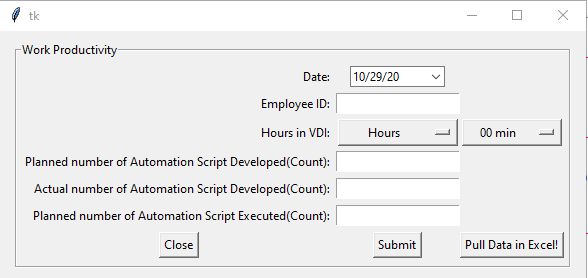 tk
Work Productivity
Date: 10/29/20
Employee ID:
Hours in VDI: Hours 00 min
Planned number of Automation Script Developed(Count):
Actual number of Automation Script Developed(Count):
Planned number of Automation Script Executed(Count):
Close Submit Pull Data in Excel!